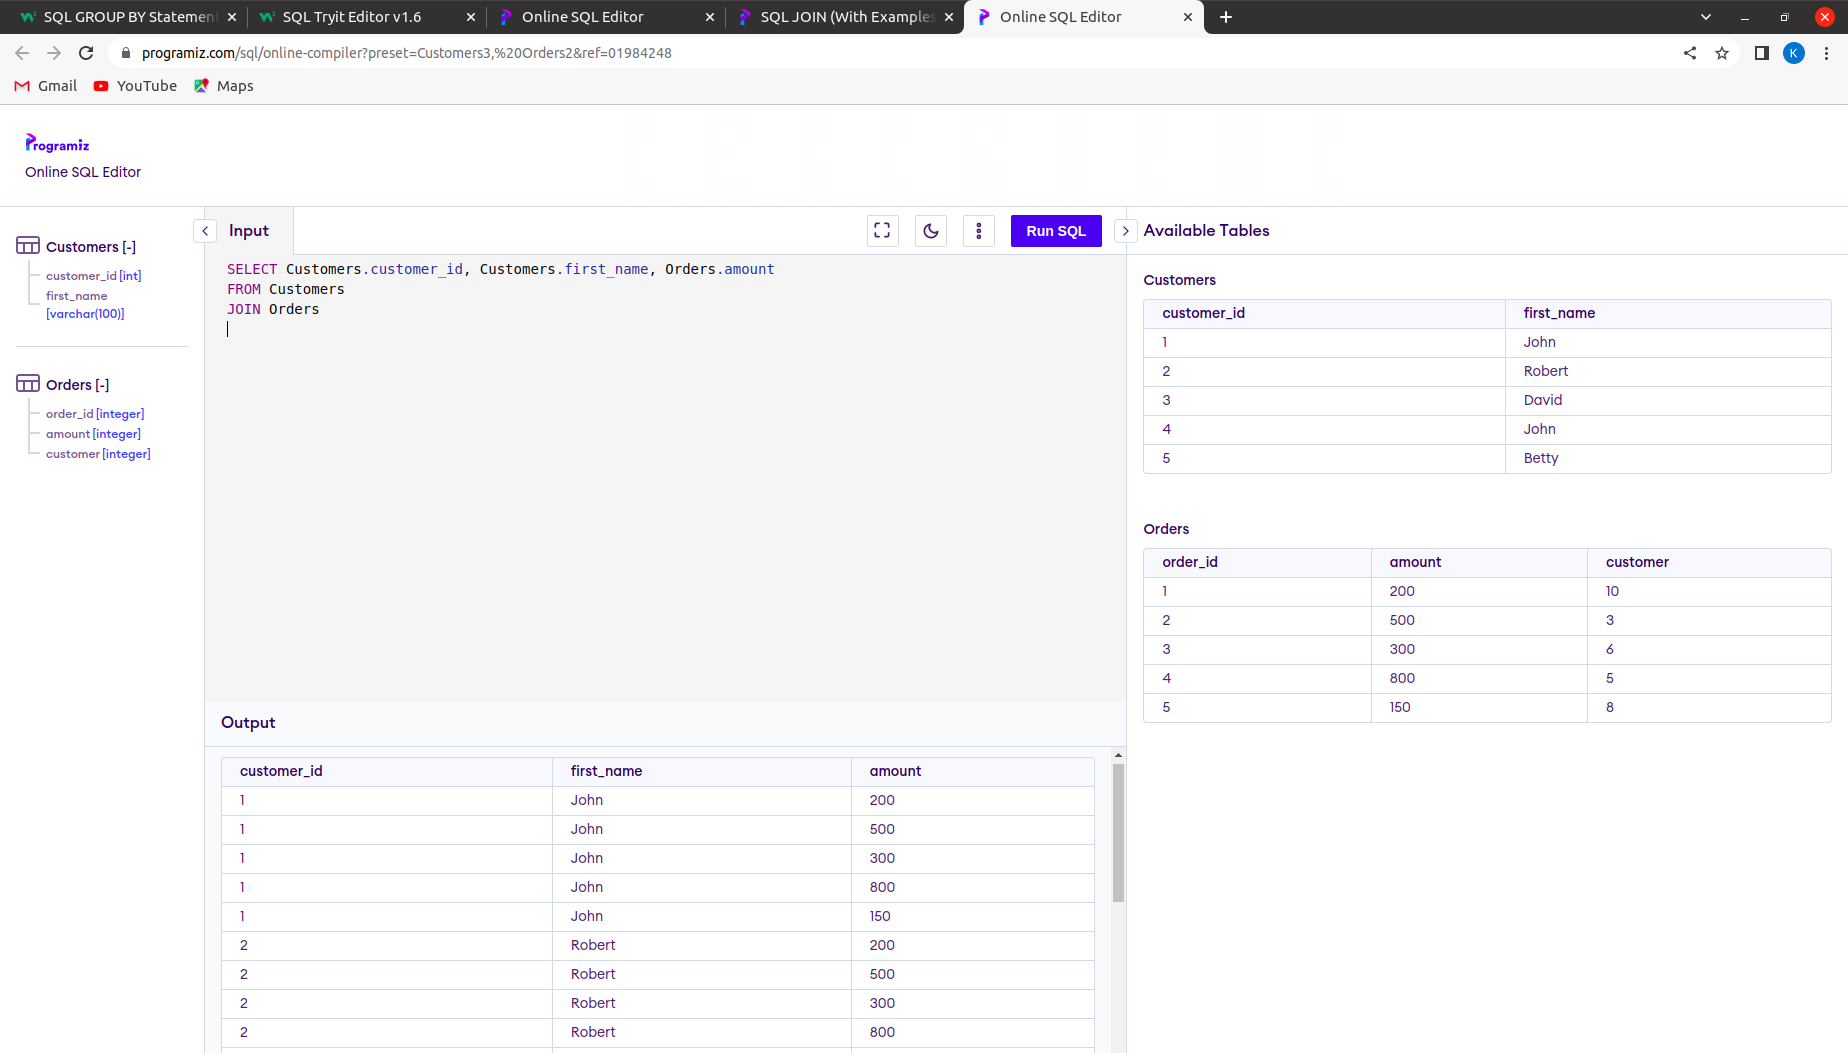 SQL GROUP BY Statement
SQL Tryit Editor v1.6
Online SQL Editor
SQL JOIN (With Examples
Online SQL Editor
programiz.com/sql/online-compiler?preset=Customers3,%20Orders2&ref=01984248
K
Gmail
YouTube
Maps
Programiz
Online SQL Editor
Customers [-]
customer_id [int]
first_name
[varchar(100)]
Orders [-]
order_id [integer]
amount [integer]
customer [integer]
Input
Run SQL
SELECT Customers.customer_id, Customers.first_name, Orders.amount
FROM Customers
JOIN Orders
Output
customer_id first_name amount
1 John 200
1 John 500
1 John 300
1 John 800
1 John 150
2 Robert 200
2 Robert 500
2 Robert 300
2 Robert 800
Available Tables
Customers
customer_id first_name
1 John
2 Robert
3 David
4 John
5 Betty
Orders
order_id amount customer
1 200 10
2 500 3
3 300 6
4 800 5
5 150 8